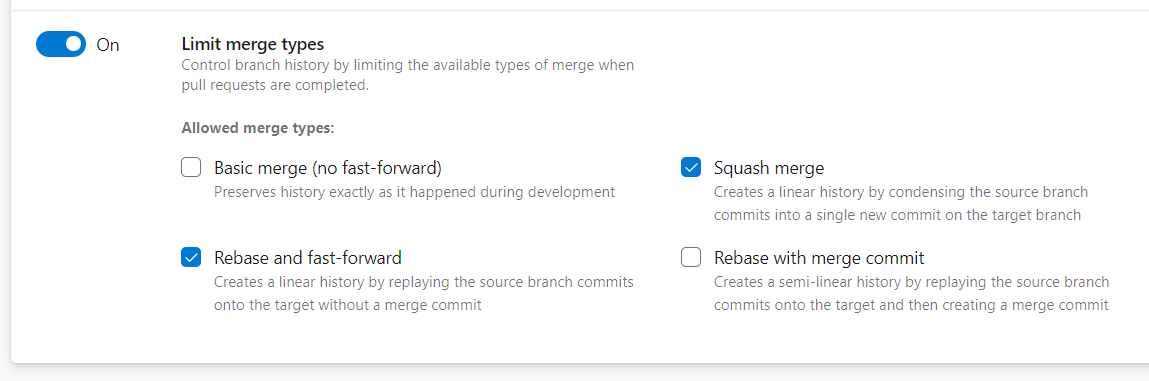 On
Limit merge types
Control branch history by limiting the available types of merge when
pull requests are completed.
Allowed merge types:
Basic merge (no fast-forward)
Preserves history exactly as it happened during development
Squash merge
Creates a linear history by condensing the source branch
commits into a single new commit on the target branch
Rebase and fast-forward
Creates a linear history by replaying the source branch commits
onto the target without a merge commit
Rebase with merge commit
Creates a semi-linear history by replaying the source branch
commits onto the target and then creating a merge commit